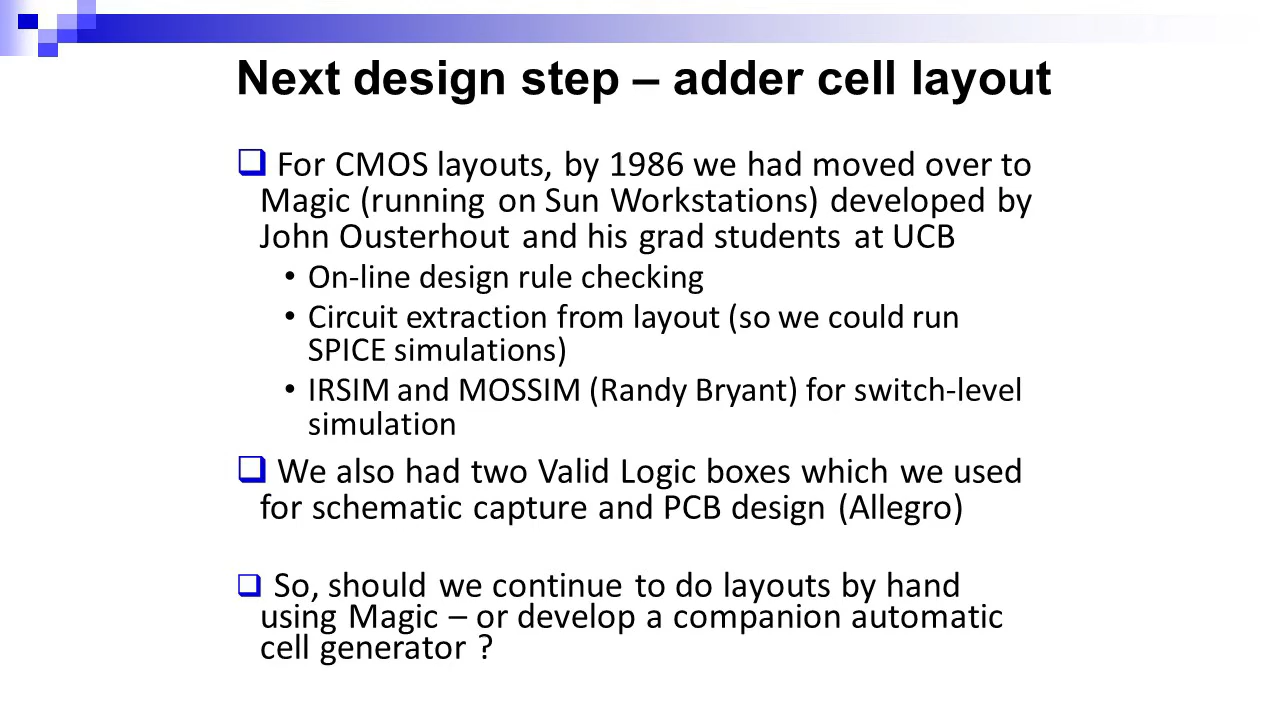 Next design step – adder cell layout
❑ For CMOS layouts, by 1986 we had moved over to
Magic (running on Sun Workstations) developed by
John Ousterhout and his grad students at UCB
• On-line design rule checking
• Circuit extraction from layout (so we could run
SPICE simulations)
• IRSIM and MOSSIM (Randy Bryant) for switch-level
simulation
❑ We also had two Valid Logic boxes which we used
for schematic capture and PCB design (Allegro)
❑ So, should we continue to do layouts by hand
using Magic – or develop a companion automatic
cell generator ?